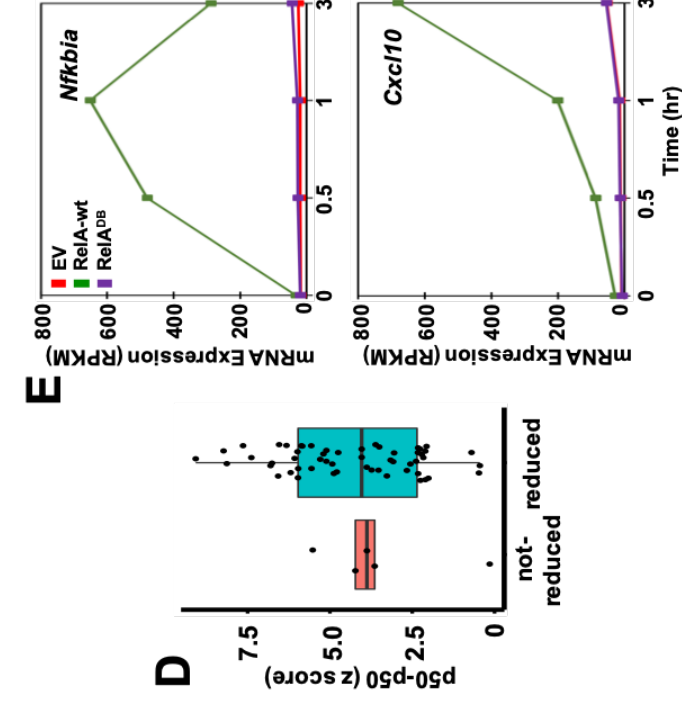 E
Nfkbia
EV
RelA-wt
RelA^DB
mRNA Expression (RPKM)
800
600
400
200
0
0
0.5
1
3
Cxcl10
mRNA Expression (RPKM)
800
600
400
200
0
0
0.5
1
3
Time (hr)
D
p50-p50 (z score)
7.5
5.0
2.5
0
not-
reduced
reduced